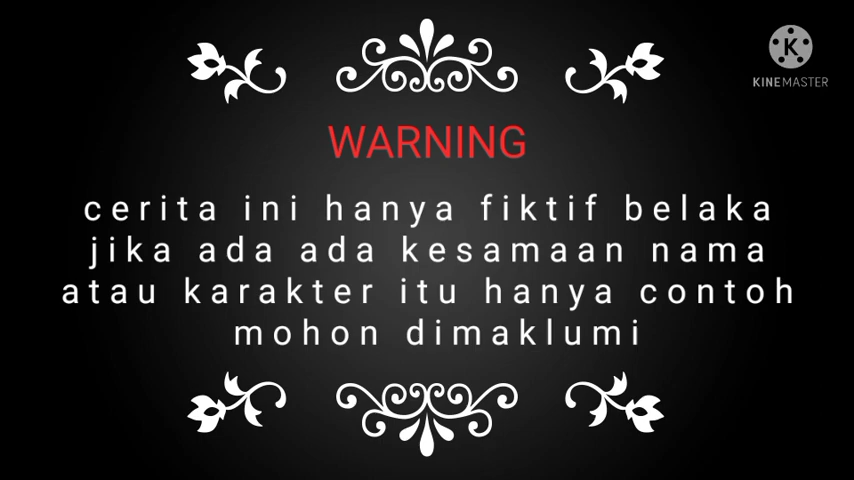 K
KINEMASTER
WARNING
cerita ini hanya fiktif belaka
jika ada ada kesamaan nama
atau karakter itu hanya contoh
mohon dimaklumi